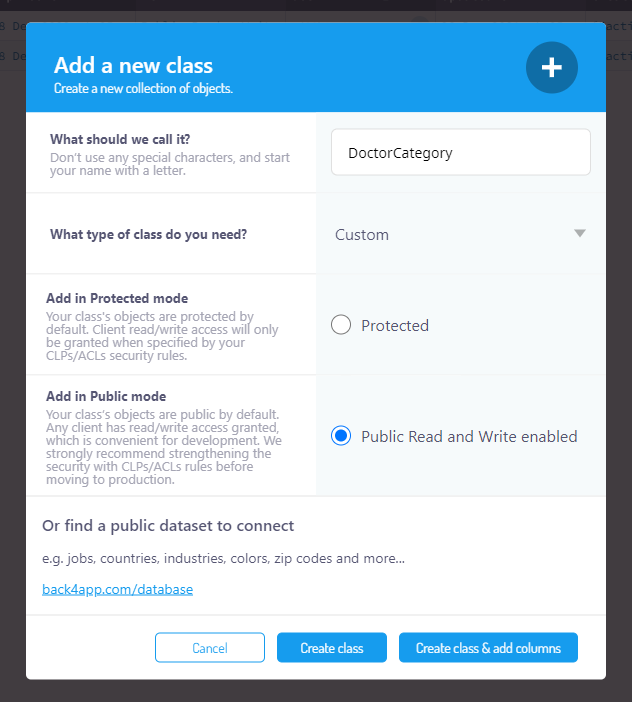 Add a new class
Create a new collection of objects.
What should we call it?
Don't use any special characters, and start
your name with a letter.
DoctorCategory
What type of class do you need?
Custom
Add in Protected mode
Your class's objects are protected by
default. Client read/write access will only
be granted when specified by your
CLPs/ACLs security rules.
Protected
Add in Public mode
Your class's objects are public by default.
Any client has read/write access granted,
which is convenient for development. We
strongly recommend strengthening the
security with CLPs/ACLs rules before
moving to production.
Public Read and Write enabled
Or find a public dataset to connect
e.g. jobs, countries, industries, colors, zip codes and more...
back4app.com/database
Cancel
Create class
Create class & add columns